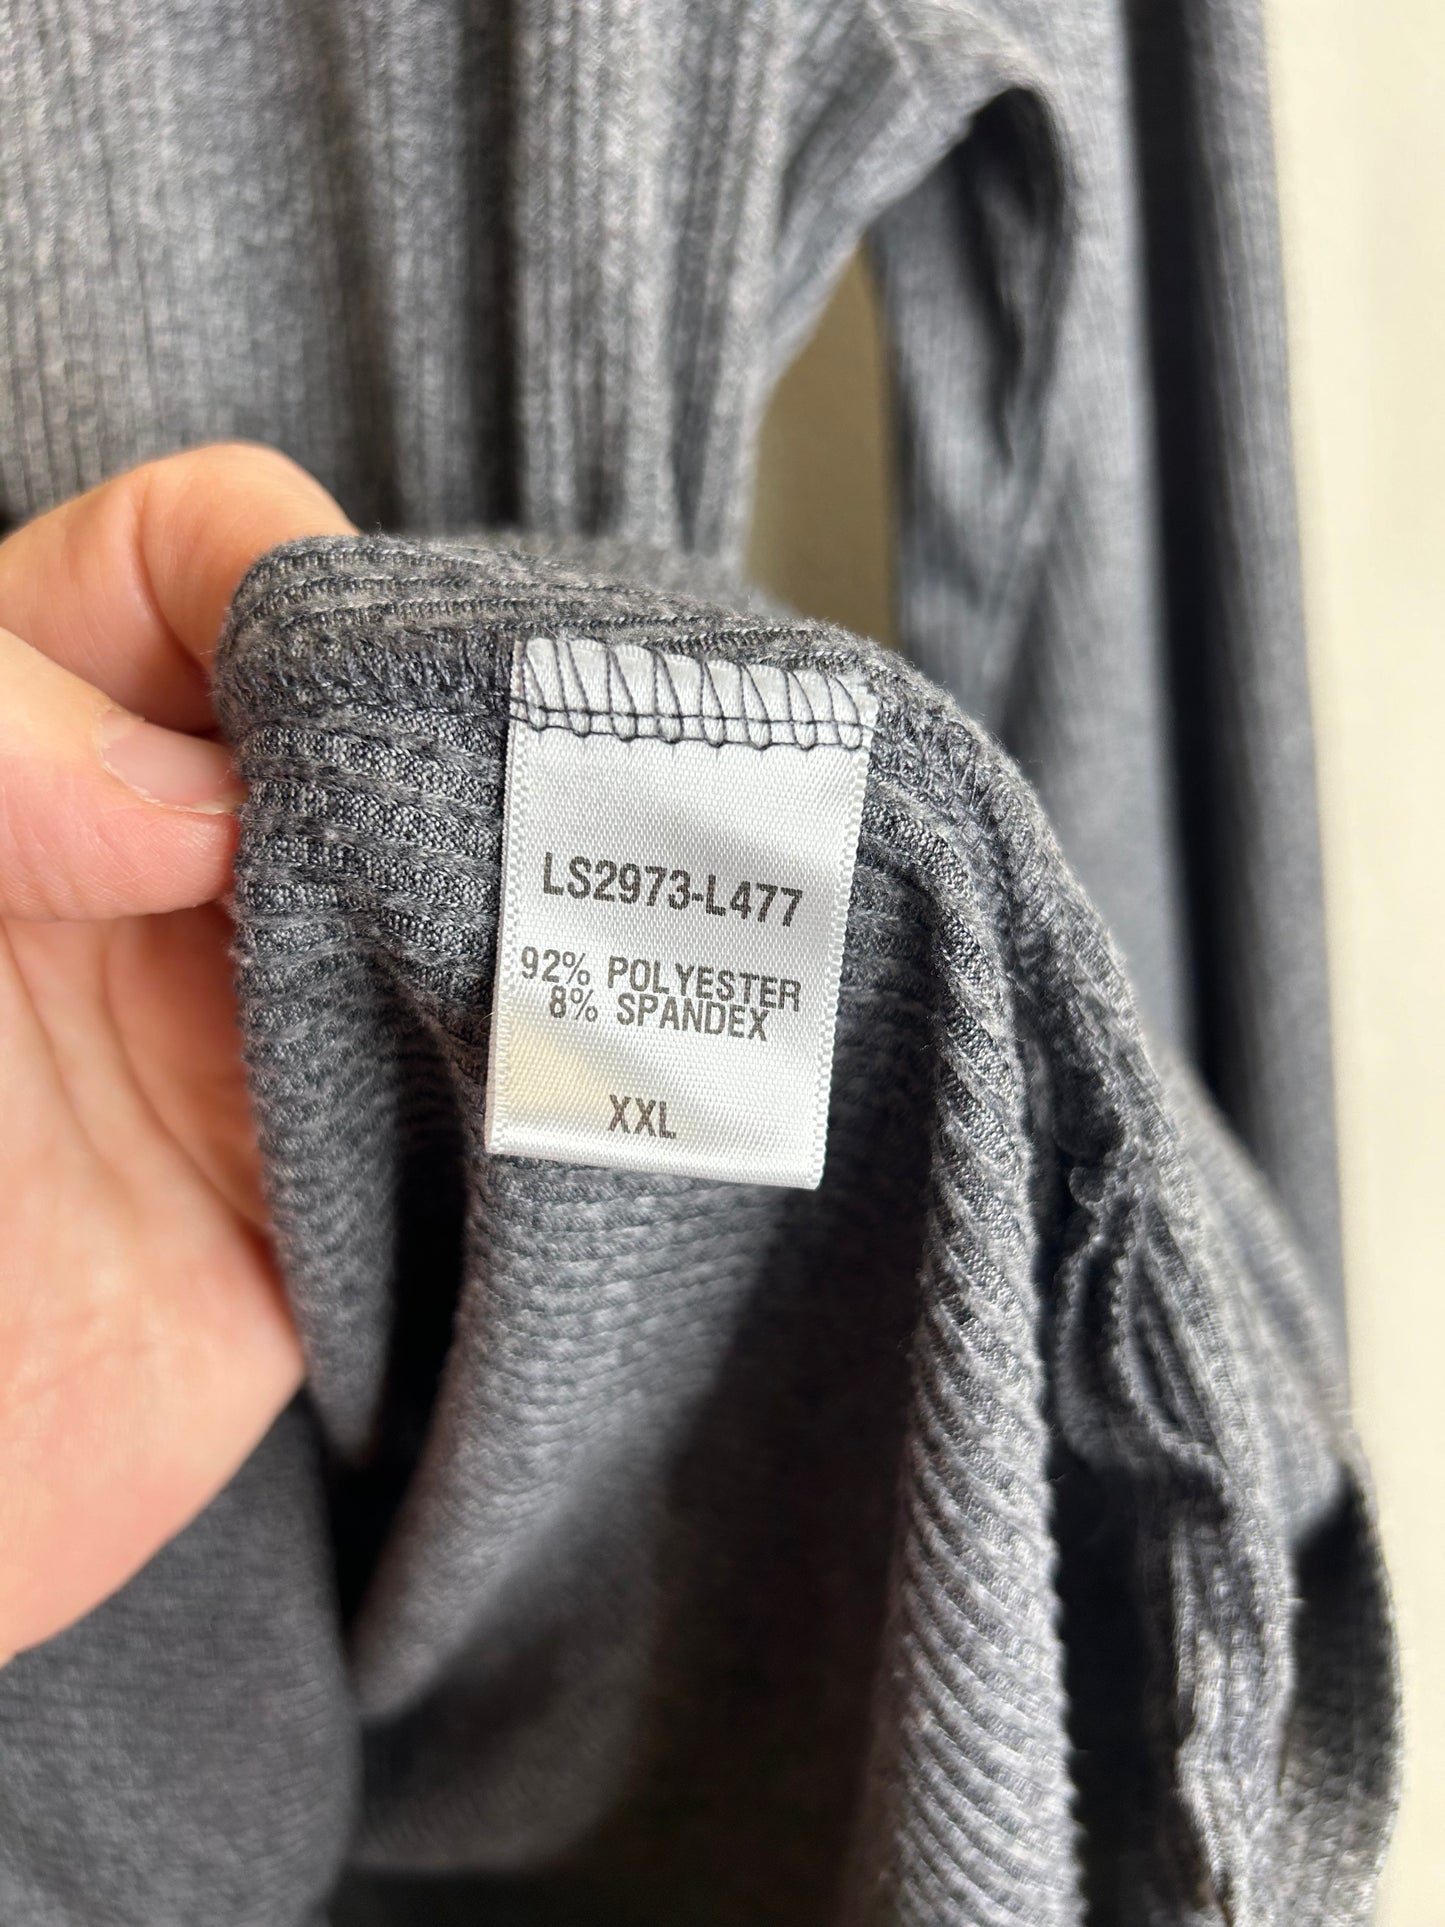 LS2973-L477
92% POLYESTER
8% SPANDEX
XXL